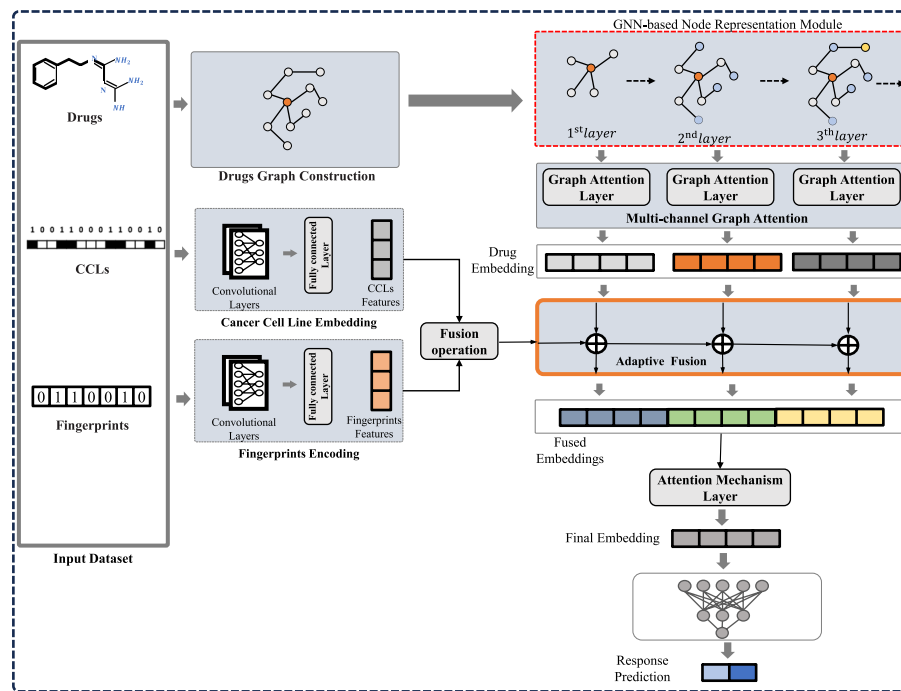 GNN-based Node Representation Module
N
NH2
NH2
N
NH
Drugs
Drugs Graph Construction
1st layer
2nd layer
3th layer
Graph Attention
Layer
Graph Attention
Layer
Graph Attention
Layer
Multi-channel Graph Attention
1 0 0 1 1 0 0 0 1 1 0 0 1 0
CCLs
Convolutional
Layers
Fully connected
Layer
CCLs
Features
Cancer Cell Line Embedding
Drug
Embedding
Fusion
operation
Adaptive Fusion
0 1 1 0 0 1 0
Fingerprints
Convolutional
Layers
Fully connected
Layer
Fingerprints
Features
Fingerprints Encoding
Fused
Embeddings
Attention Mechanism
Layer
Final Embedding
Input Dataset
Response
Prediction